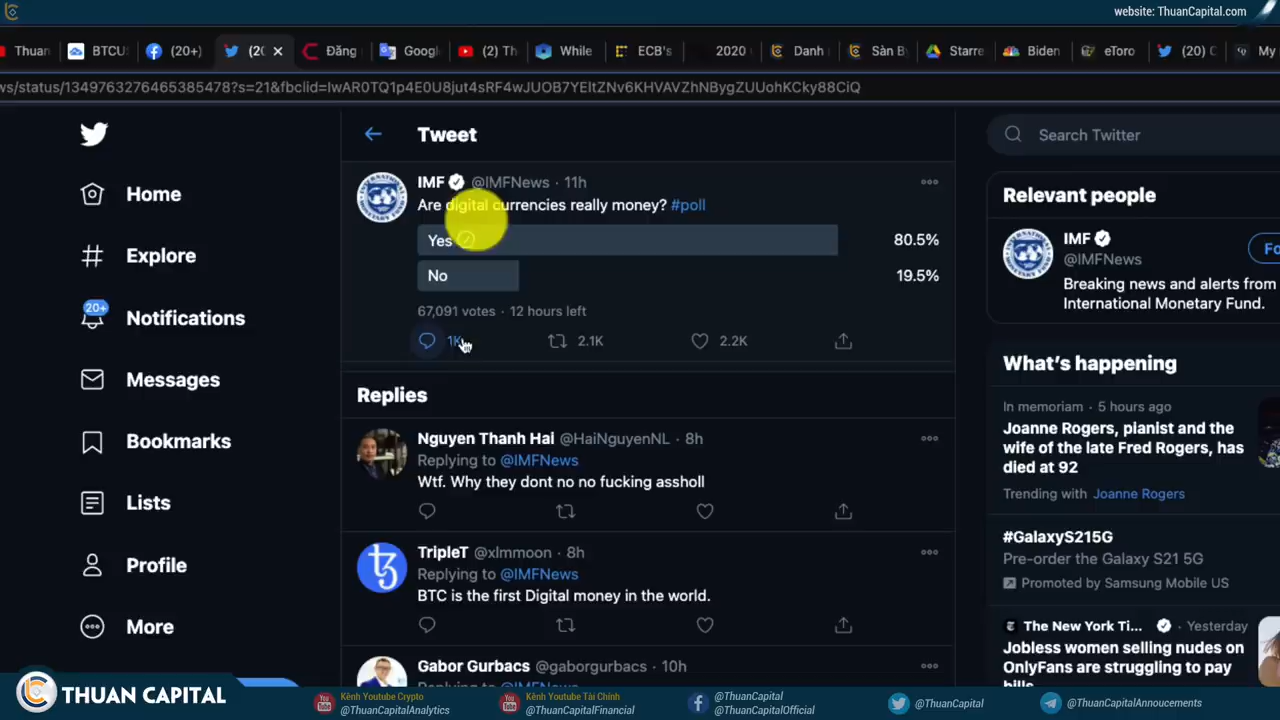 website: ThuanCapital.com
Thuan
BTCU
(20+)
(20
Đăng
Googl
(2) Th
While
ECB's
2020
Danh
Sàn B
Starre
Biden
eToro
(20) C
My
ws/status/1349763276465385478?s=21&fbclid=IwAR0TQ1p4E0U8jut4sRF4wJUOB7YEltZNv6KHVAVZhNBygZUUohKCky88CiQ
Home
Explore
20+
Notifications
Messages
Bookmarks
Lists
Profile
More
Tweet
IMF @IMFNews · 11h
Are digital currencies really money? #poll
Yes 80.5%
No 19.5%
67,091 votes · 12 hours left
1K 2.1K 2.2K
Replies
Nguyen Thanh Hai @HaiNguyenNL · 8h
Replying to @IMFNews
Wtf. Why they dont no no fucking assholl
TripleT @xlmmoon · 8h
Replying to @IMFNews
BTC is the first Digital money in the world.
Gabor Gurbacs @gaborgurbacs · 10h
Search Twitter
Relevant people
IMF
@IMFNews
Fo
Breaking news and alerts from
International Monetary Fund.
What's happening
In memoriam · 5 hours ago
Joanne Rogers, pianist and the
wife of the late Fred Rogers, has
died at 92
Trending with Joanne Rogers
#GalaxyS215G
Pre-order the Galaxy S21 5G
Promoted by Samsung Mobile US
The New York Ti... · Yesterday
Jobless women selling nudes on
OnlyFans are struggling to pay
bills
THUAN CAPITAL
Kênh Youtube Crypto
@ThuanCapitalAnalytics
Kênh Youtube Tài Chính
@ThuanCapitalFinancial
@ThuanCapital
@ThuanCapitalOfficial
@ThuanCapital
@ThuanCapitalAnnoucements